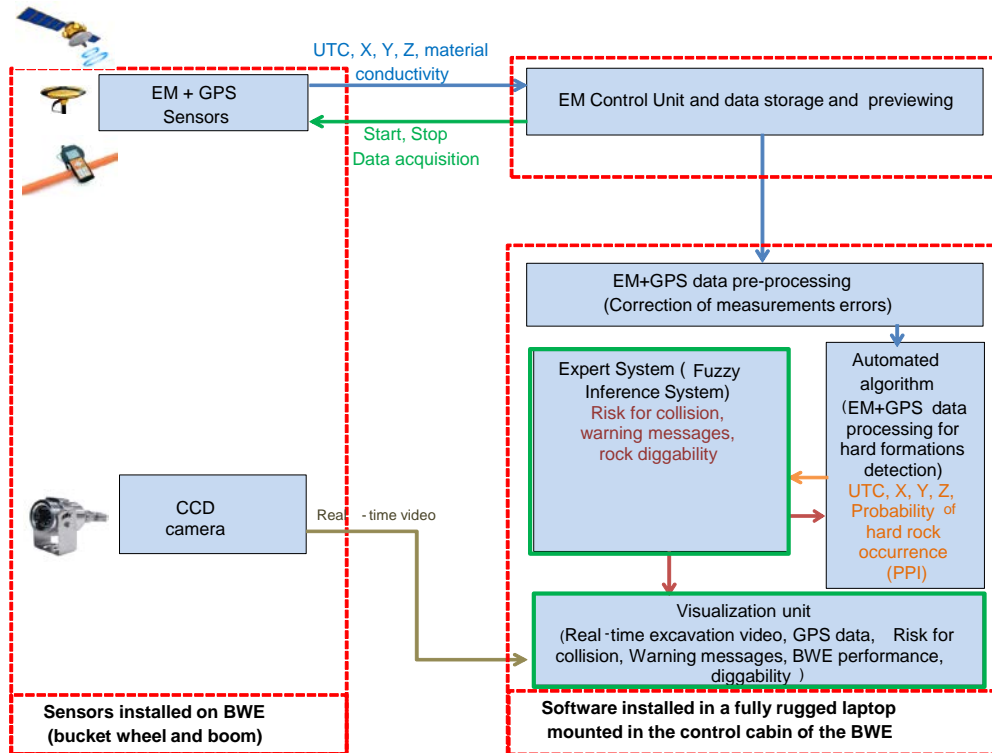 UTC, X, Y, Z, material
conductivity
EM + GPS
Sensors
Start, Stop
Data acquisition
EM Control Unit and data storage and previewing
EM+GPS data pre-processing
(Correction of measurements errors)
Expert System ( Fuzzy
Inference System)
Risk for collision,
warning messages,
rock diggability
Automated
algorithm
(EM+GPS data
processing for
hard formations
detection)
UTC, X, Y, Z,
Probability of
hard rock
occurrence
(PPI)
CCD
camera
Real - time video
Visualization unit
(Real-time excavation video, GPS data, Risk for
collision, Warning messages, BWE performance,
diggability )
Sensors installed on BWE
(bucket wheel and boom)
Software installed in a fully rugged laptop
mounted in the control cabin of the BWE